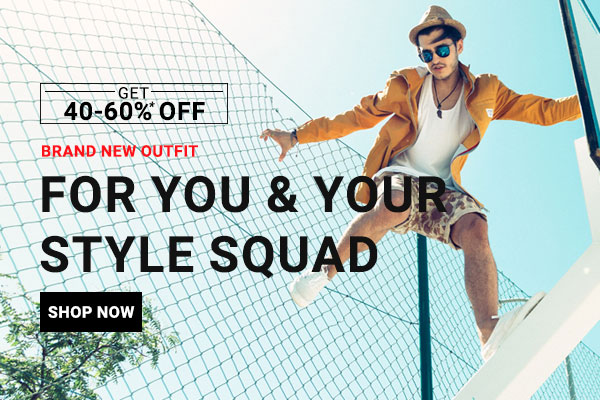 GET
40-60%* OFF
BRAND NEW OUTFIT
FOR YOU & YOUR
STYLE SQUAD
SHOP NOW